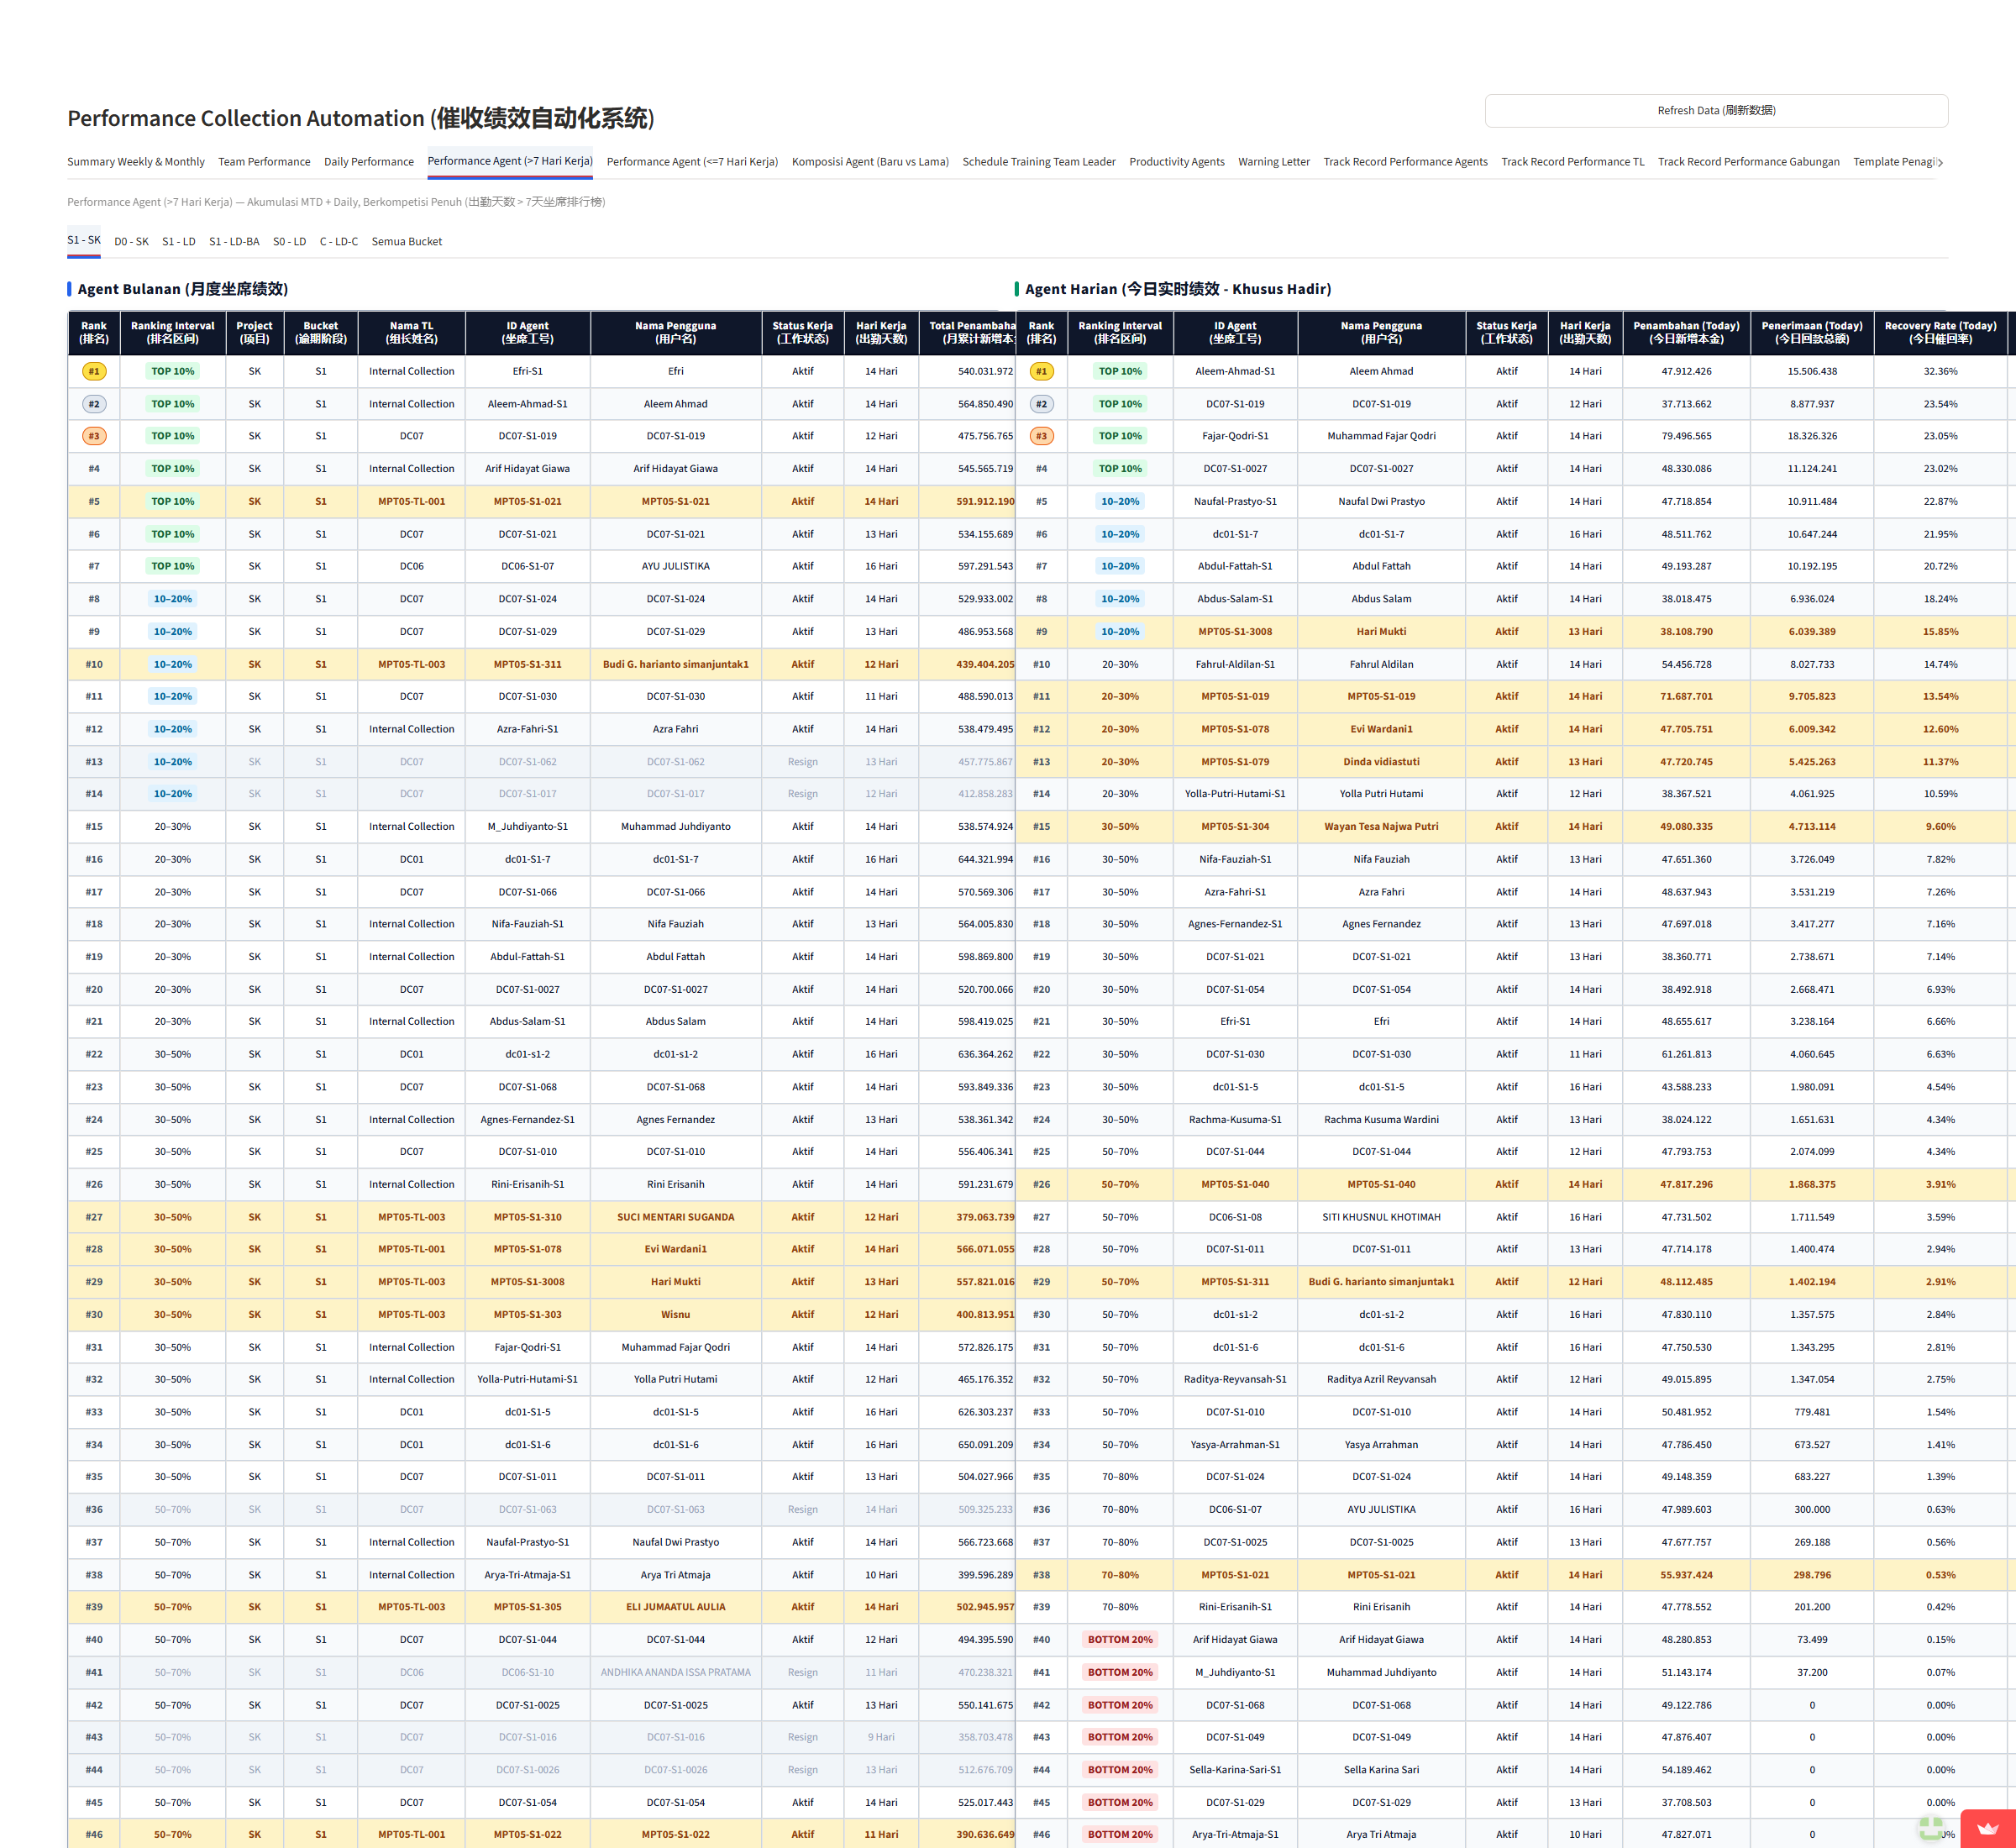 Performance Collection Automation (催收绩效自动化系统)
Refresh Data (刷新数据)
Summary Weekly & Monthly Team Performance Daily Performance Performance Agent (>7 Hari Kerja) Performance Agent (<=7 Hari Kerja) Komposisi Agent (Baru vs Lama) Schedule Training Team Leader Productivity Agents Warning Letter Track Record Performance Agents Track Record Performance TL Track Record Performance Gabungan Template Penagi
Performance Agent (>7 Hari Kerja) — Akumulasi MTD + Daily, Berkompetisi Penuh (出勤天数 > 7天坐席排行榜)
S1 - SK D0 - SK S1 - LD S1 - LD-BA S0 - LD C - LD-C Semua Bucket
Agent Bulanan (月度坐席绩效)
Rank Ranking Interval Project Bucket Nama TL ID Agent Nama Pengguna Status Kerja Hari Kerja Total Penambaha
(排名) (排名区间) (项目) (逾期阶段) (组长姓名) (坐席工号) (用户名) (工作状态) (出勤天数) (月累计新增本
#1 TOP 10% SK S1 Internal Collection Efri-S1 Efri Aktif 14 Hari 540.031.972
#2 TOP 10% SK S1 Internal Collection Aleem-Ahmad-S1 Aleem Ahmad Aktif 14 Hari 564.850.490
#3 TOP 10% SK S1 DC07 DC07-S1-019 DC07-S1-019 Aktif 12 Hari 475.756.765
#4 TOP 10% SK S1 Internal Collection Arif Hidayat Giawa Arif Hidayat Giawa Aktif 14 Hari 545.565.719
#5 TOP 10% SK S1 MPT05-TL-001 MPT05-S1-021 MPT05-S1-021 Aktif 14 Hari 591.912.190
#6 TOP 10% SK S1 DC07 DC07-S1-021 DC07-S1-021 Aktif 13 Hari 534.155.689
#7 TOP 10% SK S1 DC06 DC06-S1-07 AYU JULISTIKA Aktif 16 Hari 597.291.543
#8 10–20% SK S1 DC07 DC07-S1-024 DC07-S1-024 Aktif 14 Hari 529.933.002
#9 10–20% SK S1 DC07 DC07-S1-029 DC07-S1-029 Aktif 13 Hari 486.953.568
#10 10–20% SK S1 MPT05-TL-003 MPT05-S1-311 Budi G. harianto simanjuntak1 Aktif 12 Hari 439.404.205
#11 10–20% SK S1 DC07 DC07-S1-030 DC07-S1-030 Aktif 11 Hari 488.590.013
#12 10–20% SK S1 Internal Collection Azra-Fahri-S1 Azra Fahri Aktif 14 Hari 538.479.495
#13 10–20% SK S1 DC07 DC07-S1-062 DC07-S1-062 Resign 13 Hari 457.775.867
#14 10–20% SK S1 DC07 DC07-S1-017 DC07-S1-017 Resign 12 Hari 412.858.283
#15 20–30% SK S1 Internal Collection M_Juhdiyanto-S1 Muhammad Juhdiyanto Aktif 14 Hari 538.574.924
#16 20–30% SK S1 DC01 dc01-S1-7 dc01-S1-7 Aktif 16 Hari 644.321.994
#17 20–30% SK S1 DC07 DC07-S1-066 DC07-S1-066 Aktif 14 Hari 570.569.306
#18 20–30% SK S1 Internal Collection Nifa-Fauziah-S1 Nifa Fauziah Aktif 13 Hari 564.005.830
#19 20–30% SK S1 Internal Collection Abdul-Fattah-S1 Abdul Fattah Aktif 14 Hari 598.869.800
#20 20–30% SK S1 DC07 DC07-S1-0027 DC07-S1-0027 Aktif 14 Hari 520.700.066
#21 20–30% SK S1 Internal Collection Abdus-Salam-S1 Abdus Salam Aktif 14 Hari 598.419.025
#22 30–50% SK S1 DC01 dc01-s1-2 dc01-s1-2 Aktif 16 Hari 636.364.262
#23 30–50% SK S1 DC07 DC07-S1-068 DC07-S1-068 Aktif 14 Hari 593.849.336
#24 30–50% SK S1 Internal Collection Agnes-Fernandez-S1 Agnes Fernandez Aktif 13 Hari 538.361.342
#25 30–50% SK S1 DC07 DC07-S1-010 DC07-S1-010 Aktif 14 Hari 556.406.341
#26 30–50% SK S1 Internal Collection Rini-Erisanih-S1 Rini Erisanih Aktif 14 Hari 591.231.679
#27 30–50% SK S1 MPT05-TL-003 MPT05-S1-310 SUCI MENTARI SUGANDA Aktif 12 Hari 379.063.739
#28 30–50% SK S1 MPT05-TL-001 MPT05-S1-078 Evi Wardani1 Aktif 14 Hari 566.071.055
#29 30–50% SK S1 MPT05-TL-003 MPT05-S1-3008 Hari Mukti Aktif 13 Hari 557.821.016
#30 30–50% SK S1 MPT05-TL-003 MPT05-S1-303 Wisnu Aktif 12 Hari 400.813.951
#31 30–50% SK S1 Internal Collection Fajar-Qodri-S1 Muhammad Fajar Qodri Aktif 14 Hari 572.826.175
#32 30–50% SK S1 Internal Collection Yolla-Putri-Hutami-S1 Yolla Putri Hutami Aktif 12 Hari 465.176.352
#33 30–50% SK S1 DC01 dc01-S1-5 dc01-S1-5 Aktif 16 Hari 626.303.237
#34 30–50% SK S1 DC01 dc01-S1-6 dc01-S1-6 Aktif 16 Hari 650.091.209
#35 30–50% SK S1 DC07 DC07-S1-011 DC07-S1-011 Aktif 13 Hari 504.027.966
#36 50–70% SK S1 DC07 DC07-S1-063 DC07-S1-063 Resign 14 Hari 509.325.233
#37 50–70% SK S1 Internal Collection Naufal-Prastyo-S1 Naufal Dwi Prastyo Aktif 14 Hari 566.723.668
#38 50–70% SK S1 Internal Collection Arya-Tri-Atmaja-S1 Arya Tri Atmaja Aktif 10 Hari 399.596.289
#39 50–70% SK S1 MPT05-TL-003 MPT05-S1-305 ELI JUMAATUL AULIA Aktif 14 Hari 502.945.957
#40 50–70% SK S1 DC07 DC07-S1-044 DC07-S1-044 Aktif 12 Hari 494.395.590
#41 50–70% SK S1 DC06 DC06-S1-10 ANDHIKA ANANDA ISSA PRATAMA Resign 11 Hari 470.238.321
#42 50–70% SK S1 DC07 DC07-S1-0025 DC07-S1-0025 Aktif 13 Hari 550.141.675
#43 50–70% SK S1 DC07 DC07-S1-016 DC07-S1-016 Resign 9 Hari 358.703.478
#44 50–70% SK S1 DC07 DC07-S1-0026 DC07-S1-0026 Resign 13 Hari 512.676.709
#45 50–70% SK S1 DC07 DC07-S1-054 DC07-S1-054 Aktif 14 Hari 525.017.443
#46 50–70% SK S1 MPT05-TL-001 MPT05-S1-022 MPT05-S1-022 Aktif 11 Hari 390.636.649
Agent Harian (今日实时绩效 - Khusus Hadir)
Rank Ranking Interval ID Agent Nama Pengguna Status Kerja Hari Kerja Penambahan (Today) Penerimaan (Today) Recovery Rate (Today)
(排名) (排名区间) (坐席工号) (用户名) (工作状态) (出勤天数) (今日新增本金) (今日回款总额) (今日催回率)
#1 TOP 10% Aleem-Ahmad-S1 Aleem Ahmad Aktif 14 Hari 47.912.426 15.506.438 32.36%
#2 TOP 10% DC07-S1-019 DC07-S1-019 Aktif 12 Hari 37.713.662 8.877.937 23.54%
#3 TOP 10% Fajar-Qodri-S1 Muhammad Fajar Qodri Aktif 14 Hari 79.496.565 18.326.326 23.05%
#4 TOP 10% DC07-S1-0027 DC07-S1-0027 Aktif 14 Hari 48.330.086 11.124.241 23.02%
#5 10–20% Naufal-Prastyo-S1 Naufal Dwi Prastyo Aktif 14 Hari 47.718.854 10.911.484 22.87%
#6 10–20% dc01-S1-7 dc01-S1-7 Aktif 16 Hari 48.511.762 10.647.244 21.95%
#7 10–20% Abdul-Fattah-S1 Abdul Fattah Aktif 14 Hari 49.193.287 10.192.195 20.72%
#8 10–20% Abdus-Salam-S1 Abdus Salam Aktif 14 Hari 38.018.475 6.936.024 18.24%
#9 10–20% MPT05-S1-3008 Hari Mukti Aktif 13 Hari 38.108.790 6.039.389 15.85%
#10 20–30% Fahrul-Aldilan-S1 Fahrul Aldilan Aktif 14 Hari 54.456.728 8.027.733 14.74%
#11 20–30% MPT05-S1-019 MPT05-S1-019 Aktif 14 Hari 71.687.701 9.705.823 13.54%
#12 20–30% MPT05-S1-078 Evi Wardani1 Aktif 14 Hari 47.705.751 6.009.342 12.60%
#13 20–30% MPT05-S1-079 Dinda vidiastuti Aktif 13 Hari 47.720.745 5.425.263 11.37%
#14 20–30% Yolla-Putri-Hutami-S1 Yolla Putri Hutami Aktif 12 Hari 38.367.521 4.061.925 10.59%
#15 30–50% MPT05-S1-304 Wayan Tesa Najwa Putri Aktif 14 Hari 49.080.335 4.713.114 9.60%
#16 30–50% Nifa-Fauziah-S1 Nifa Fauziah Aktif 13 Hari 47.651.360 3.726.049 7.82%
#17 30–50% Azra-Fahri-S1 Azra Fahri Aktif 14 Hari 48.637.943 3.531.219 7.26%
#18 30–50% Agnes-Fernandez-S1 Agnes Fernandez Aktif 13 Hari 47.697.018 3.417.277 7.16%
#19 30–50% DC07-S1-021 DC07-S1-021 Aktif 13 Hari 38.360.771 2.738.671 7.14%
#20 30–50% DC07-S1-054 DC07-S1-054 Aktif 14 Hari 38.492.918 2.668.471 6.93%
#21 30–50% Efri-S1 Efri Aktif 14 Hari 48.655.617 3.238.164 6.66%
#22 30–50% DC07-S1-030 DC07-S1-030 Aktif 11 Hari 61.261.813 4.060.645 6.63%
#23 30–50% dc01-S1-5 dc01-S1-5 Aktif 16 Hari 43.588.233 1.980.091 4.54%
#24 30–50% Rachma-Kusuma-S1 Rachma Kusuma Wardini Aktif 13 Hari 38.024.122 1.651.631 4.34%
#25 50–70% DC07-S1-044 DC07-S1-044 Aktif 12 Hari 47.793.753 2.074.099 4.34%
#26 50–70% MPT05-S1-040 MPT05-S1-040 Aktif 14 Hari 47.817.296 1.868.375 3.91%
#27 50–70% DC06-S1-08 SITI KHUSNUL KHOTIMAH Aktif 16 Hari 47.731.502 1.711.549 3.59%
#28 50–70% DC07-S1-011 DC07-S1-011 Aktif 13 Hari 47.714.178 1.400.474 2.94%
#29 50–70% MPT05-S1-311 Budi G. harianto simanjuntak1 Aktif 12 Hari 48.112.485 1.402.194 2.91%
#30 50–70% dc01-s1-2 dc01-s1-2 Aktif 16 Hari 47.830.110 1.357.575 2.84%
#31 50–70% dc01-S1-6 dc01-S1-6 Aktif 16 Hari 47.750.530 1.343.295 2.81%
#32 50–70% Raditya-Reyvansah-S1 Raditya Azril Reyvansah Aktif 12 Hari 49.015.895 1.347.054 2.75%
#33 50–70% DC07-S1-010 DC07-S1-010 Aktif 14 Hari 50.481.952 779.481 1.54%
#34 50–70% Yasya-Arrahman-S1 Yasya Arrahman Aktif 14 Hari 47.786.450 673.527 1.41%
#35 70–80% DC07-S1-024 DC07-S1-024 Aktif 14 Hari 49.148.359 683.227 1.39%
#36 70–80% DC06-S1-07 AYU JULISTIKA Aktif 16 Hari 47.989.603 300.000 0.63%
#37 70–80% DC07-S1-0025 DC07-S1-0025 Aktif 13 Hari 47.677.757 269.188 0.56%
#38 70–80% MPT05-S1-021 MPT05-S1-021 Aktif 14 Hari 55.937.424 298.796 0.53%
#39 70–80% Rini-Erisanih-S1 Rini Erisanih Aktif 14 Hari 47.778.552 201.200 0.42%
#40 BOTTOM 20% Arif Hidayat Giawa Arif Hidayat Giawa Aktif 14 Hari 48.280.853 73.499 0.15%
#41 BOTTOM 20% M_Juhdiyanto-S1 Muhammad Juhdiyanto Aktif 14 Hari 51.143.174 37.200 0.07%
#42 BOTTOM 20% DC07-S1-068 DC07-S1-068 Aktif 14 Hari 49.122.786 0 0.00%
#43 BOTTOM 20% DC07-S1-049 DC07-S1-049 Aktif 14 Hari 47.876.407 0 0.00%
#44 BOTTOM 20% Sella-Karina-Sari-S1 Sella Karina Sari Aktif 14 Hari 54.189.462 0 0.00%
#45 BOTTOM 20% DC07-S1-029 DC07-S1-029 Aktif 13 Hari 37.708.503 0 0.00%
#46 BOTTOM 20% Arya-Tri-Atmaja-S1 Arya Tri Atmaja Aktif 10 Hari 47.827.071 0